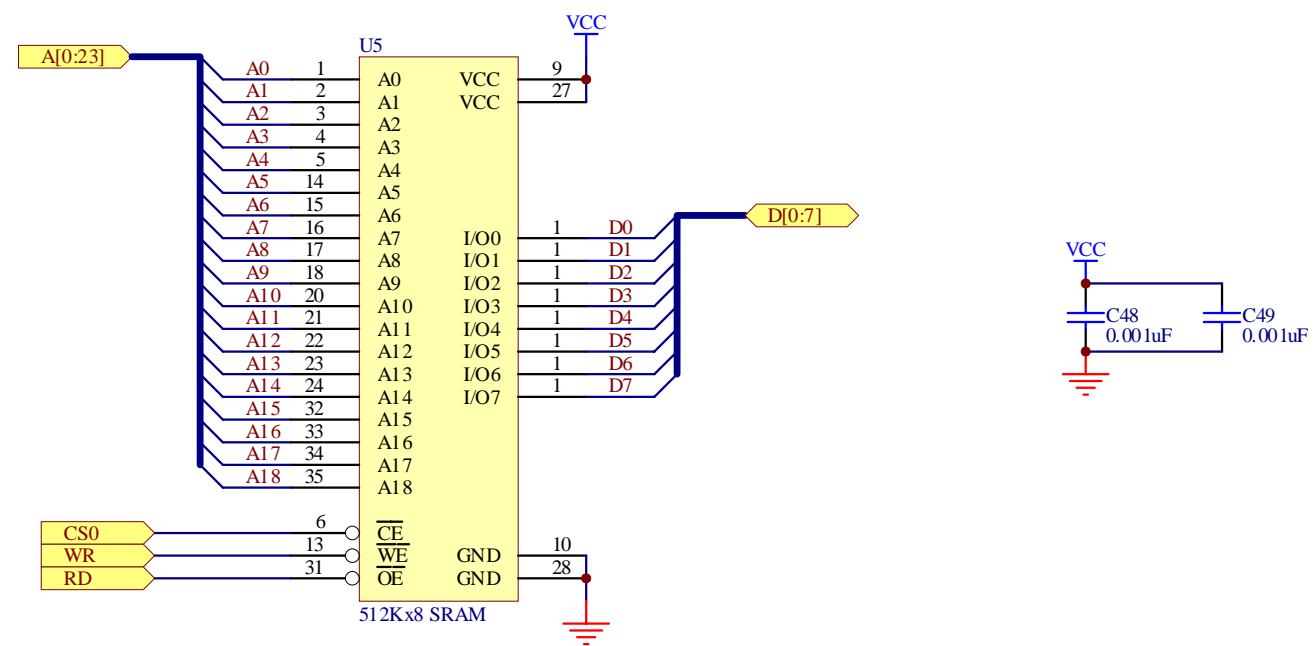 VCC
U5
A[0:23]
A0 1 A0 VCC 9
A1 2 A1 VCC 27
A2 3 A2
A3 4 A3
A4 5 A4
A5 14 A5
A6 15 A6
A7 16 A7 I/O0 1 D0
A8 17 A8 I/O1 1 D1
A9 18 A9 I/O2 1 D2
A10 20 A10 I/O3 1 D3
A11 21 A11 I/O4 1 D4
A12 22 A12 I/O5 1 D5
A13 23 A13 I/O6 1 D6
A14 24 A14 I/O7 1 D7
A15 32 A15
A16 33 A16
A17 34 A17
A18 35 A18
D[0:7]
CS0 6 CE
WR 13 WE GND 10
RD 31 OE GND 28
512Kx8 SRAM
VCC
C48 C49
0.001uF 0.001uF